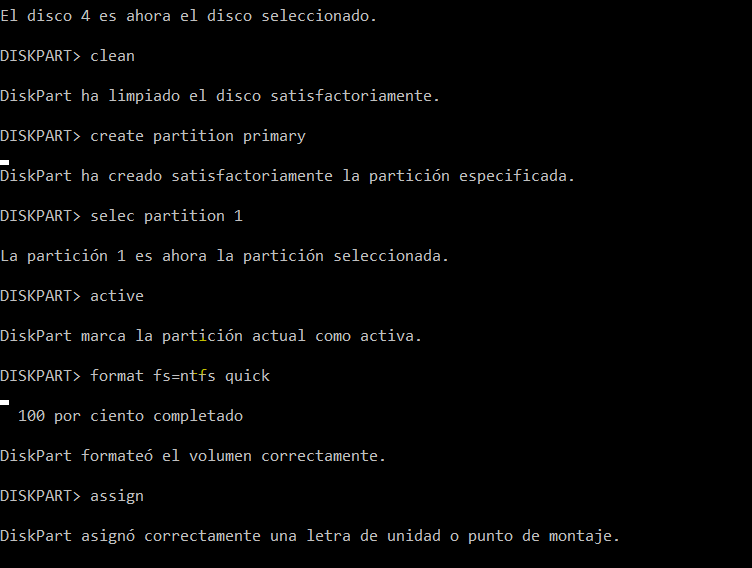 El disco 4 es ahora el disco seleccionado.
DISKPART> clean
DiskPart ha limpiado el disco satisfactoriamente.
DISKPART> create partition primary
DiskPart ha creado satisfactoriamente la partición especificada.
DISKPART> selec partition 1
La partición 1 es ahora la partición seleccionada.
DISKPART> active
DiskPart marca la partición actual como activa.
DISKPART> format fs=ntfs quick
100 por ciento completado
DiskPart formateó el volumen correctamente.
DISKPART> assign
DiskPart asignó correctamente una letra de unidad o punto de montaje.